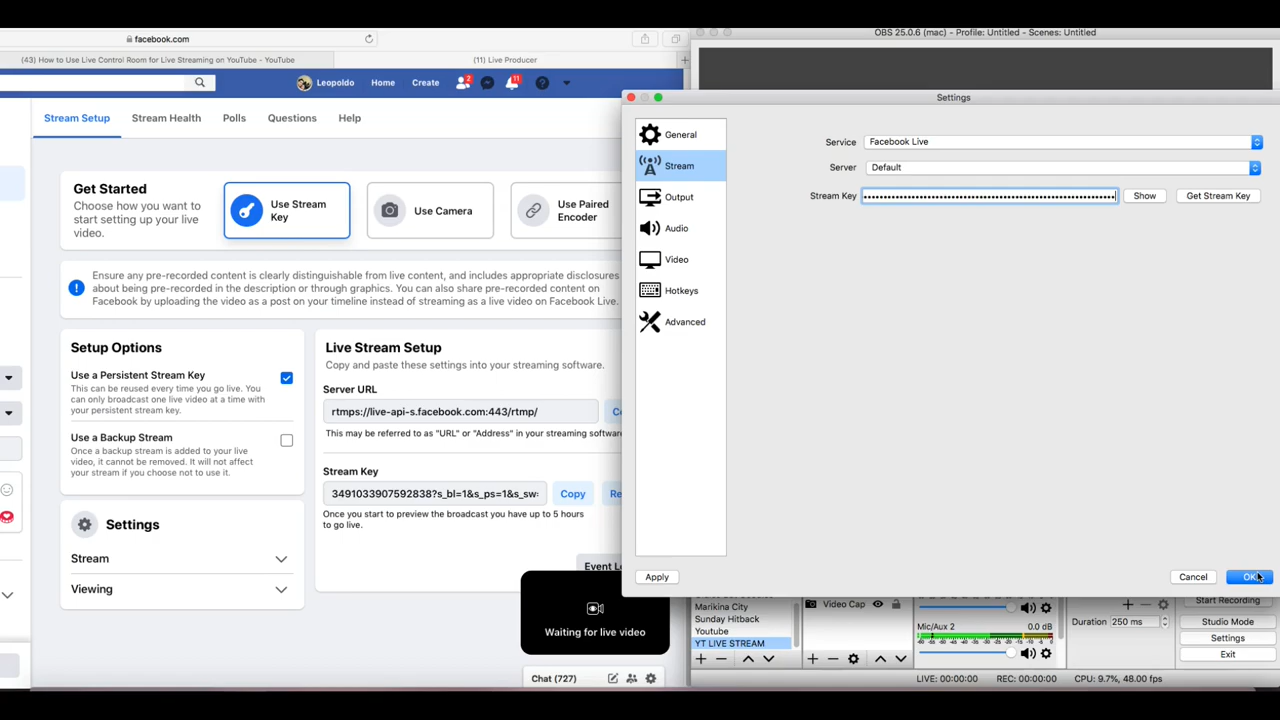 facebook.com
(43) How to Use Live Control Room for Live Streaming on YouTube - YouTube
(11) Live Producer
Leopoldo
Home
Create
2
11
Stream Setup
Stream Health
Polls
Questions
Help
Get Started
Choose how you want
to start setting up your live
video.
Use Stream
Key
Use Camera
Use Paired
Encoder
Ensure any pre-recorded content is clearly distinguishable from live content, and includes appropriate disclosures
about being pre-recorded in the description or through graphics. You can also share pre-recorded content on
Facebook by uploading the video as a post on your timeline instead of streaming as a live video on Facebook Live.
Setup Options
Use a Persistent Stream Key
This can be reused every time you go live. You
can only broadcast one live video at a time with
your persistent stream key.
Use a Backup Stream
Once a backup stream is added to your live
video, it cannot be removed. It will not affect
your stream if you choose not to use it.
Settings
Stream
Viewing
Live Stream Setup
Copy and paste these settings into your streaming software.
Server URL
rtmps://live-api-s.facebook.com:443/rtmp/
Co
This may be referred to as "URL" or "Address" in your streaming software
Stream Key
3491033907592838?s_bl=1&s_ps=1&s_sw=
Copy
Re
Once you start to preview the broadcast you have up to 5 hours
to go live.
Event Lo
Waiting for live video
Chat (727)
OBS 25.0.6 (mac) - Profile: Untitled - Scenes: Untitled
Settings
General
Stream
Output
Audio
Video
Hotkeys
Advanced
Service
Facebook Live
Server
Default
Stream Key
Show
Get Stream Key
Apply
Cancel
OK
Marikina City
Sunday Hitback
Youtube
YT LIVE STREAM
Video Cap
Mic/Aux 2
0.0 dB
Duration
250 ms
Start Recording
Studio Mode
Settings
Exit
LIVE: 00:00:00
REC: 00:00:00
CPU: 9.7%, 48.00 fps